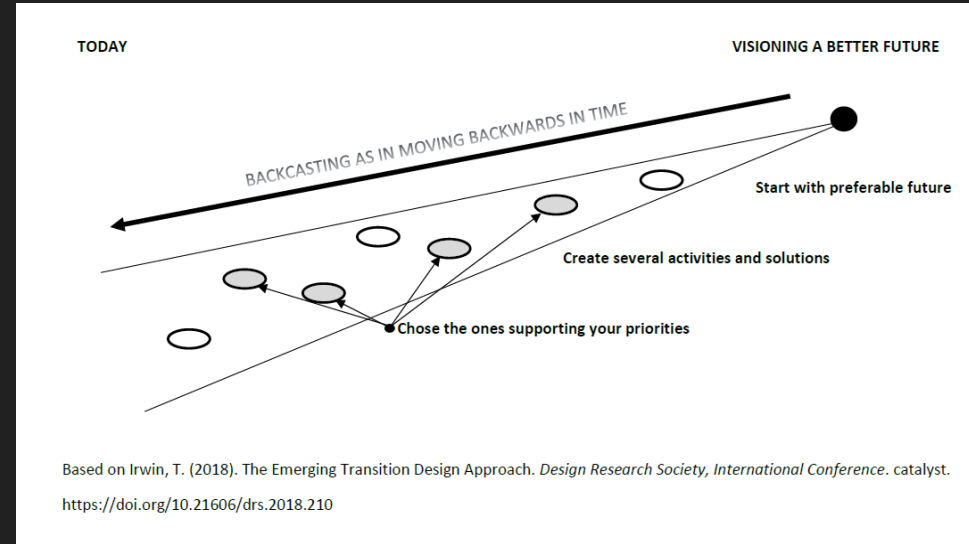 TODAY
VISIONING A BETTER FUTURE
BACKCASTING AS IN MOVING BACKWARDS IN TIME
Start with preferable future
Create several activities and solutions
Chose the ones supporting your priorities
Based on Irwin, T. (2018). The Emerging Transition Design Approach. Design Research Society, International Conference. catalyst.
https://doi.org/10.21606/drs.2018.210